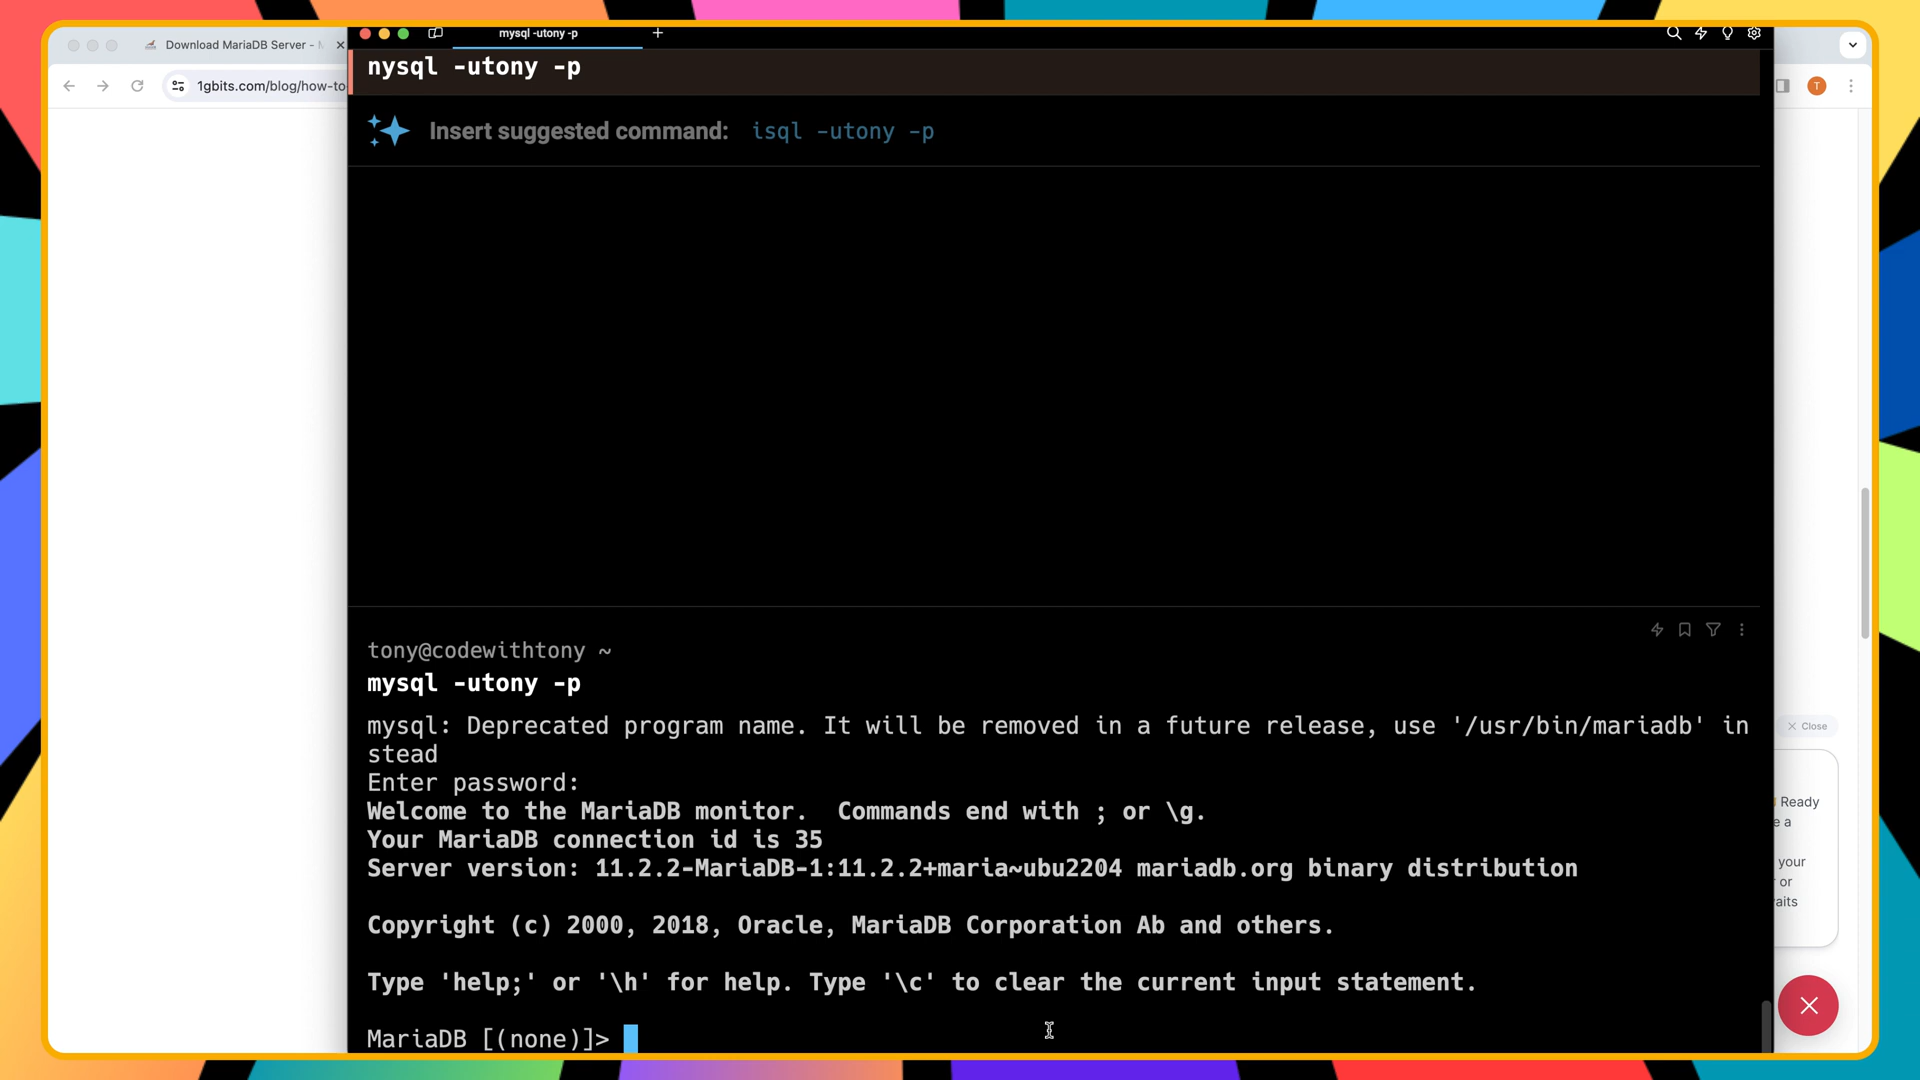 Download MariaDB Server -
mysql -utony -p
1gbits.com/blog/how-to
T
nysql -utony -p
Insert suggested command: isql -utony -p
tony@codewithtony ~
mysql -utony -p
mysql: Deprecated program name. It will be removed in a future release, use '/usr/bin/mariadb' in
stead
Enter password:
Welcome to the MariaDB monitor.  Commands end with ; or \g.
Your MariaDB connection id is 35
Server version: 11.2.2-MariaDB-1:11.2.2+maria~ubu2204 mariadb.org binary distribution
Copyright (c) 2000, 2018, Oracle, MariaDB Corporation Ab and others.
Type 'help;' or '\h' for help. Type '\c' to clear the current input statement.
MariaDB [(none)]>
Close
Ready
e a
your
or
aits